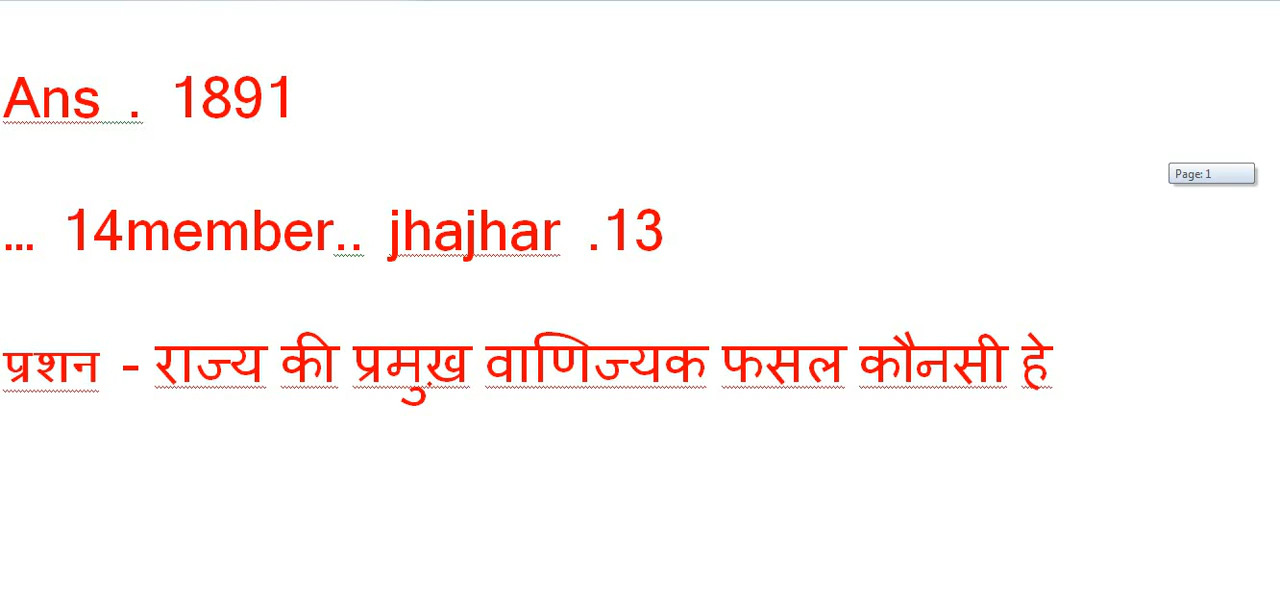 Ans . 1891
Page: 1
... 14member.. jhajhar .13
प्रशन - राज्य की प्रमुख़ वाणिज्यक फसल कौनसी हे